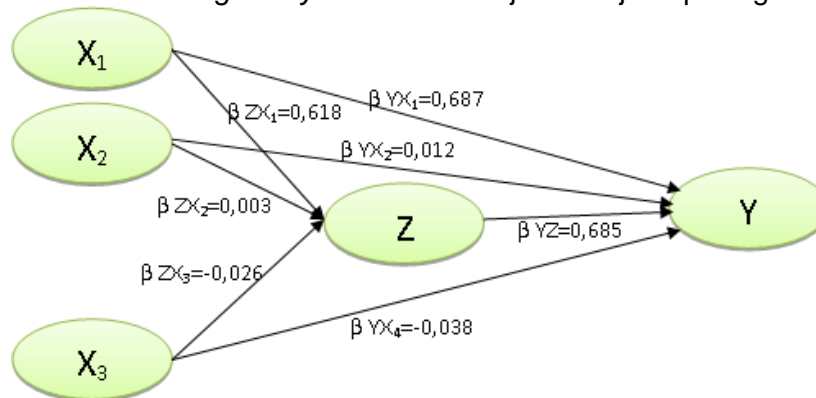 X₁
β ZX₁=0,618
β YX₁=0,687
X₂
β YX₂=0,012
β ZX₂=0,003
Z
Y
β YZ=0,685
β ZX₃=-0,026
β YX₄=-0,038
X₃